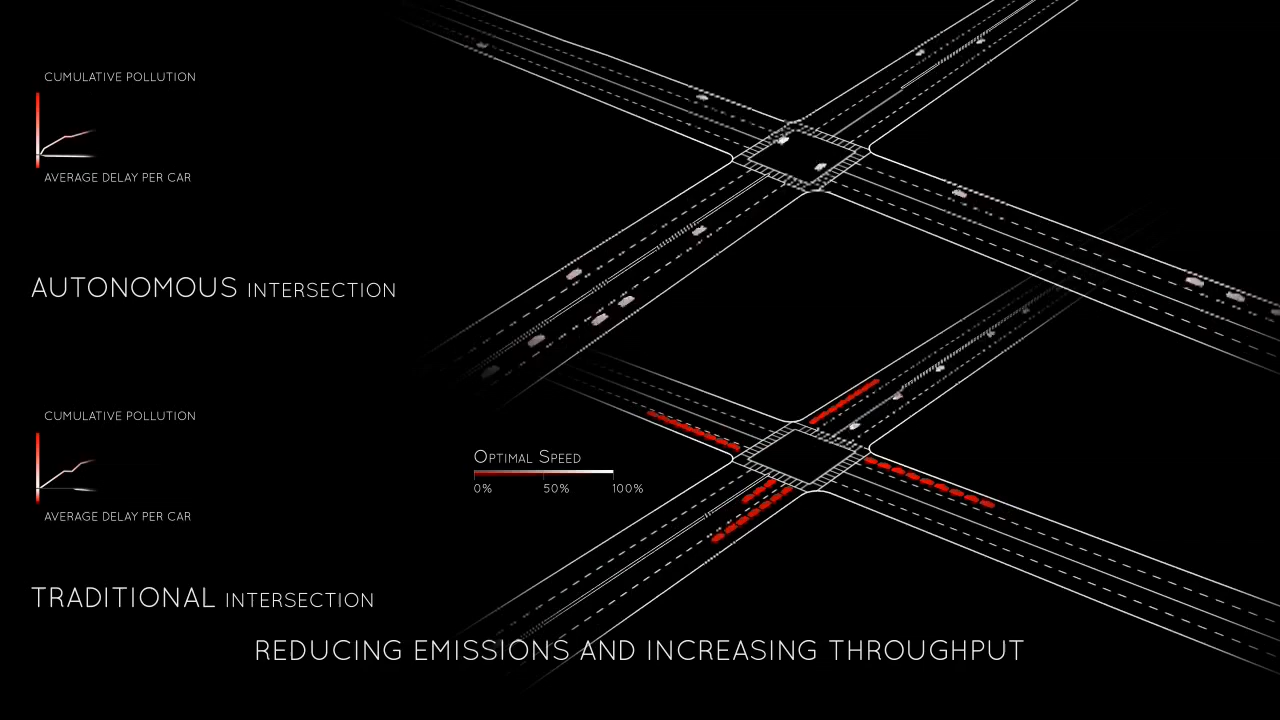 CUMULATIVE POLLUTION
AVERAGE DELAY PER CAR
AUTONOMOUS INTERSECTION
CUMULATIVE POLLUTION
AVERAGE DELAY PER CAR
OPTIMAL SPEED
0% 50% 100%
TRADITIONAL INTERSECTION
REDUCING EMISSIONS AND INCREASING THROUGHPUT